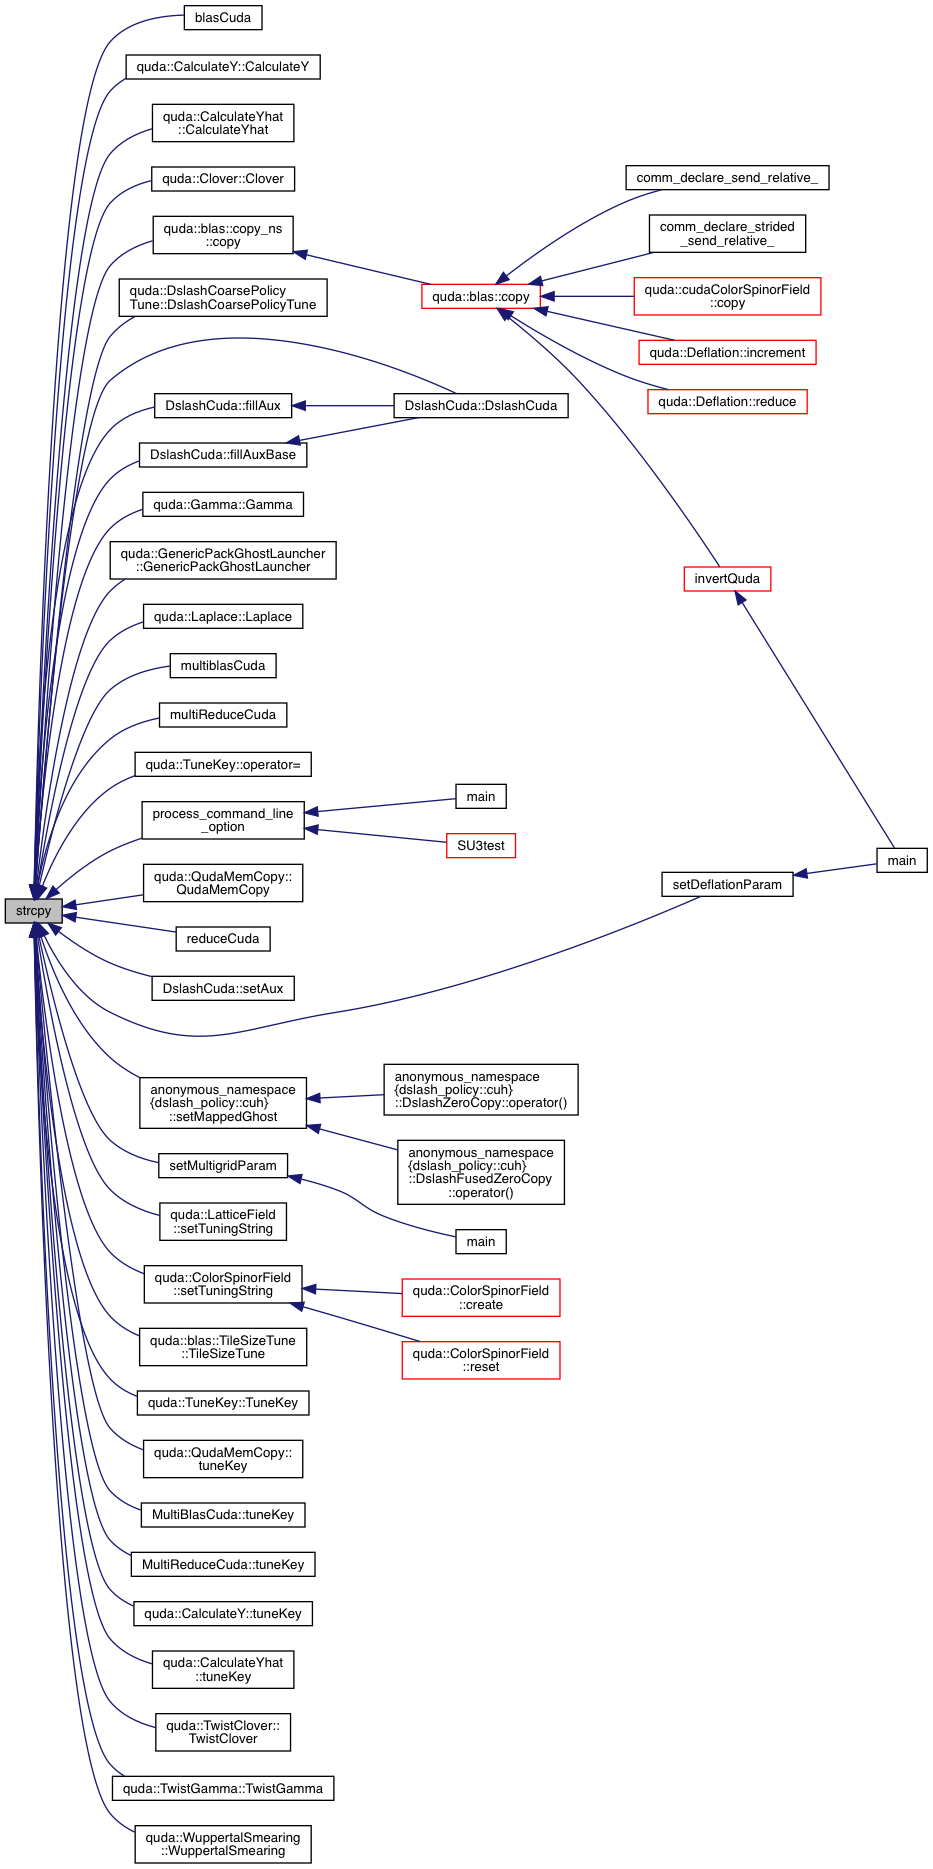 blasCuda
quda::CalculateY::CalculateY
quda::CalculateYhat
::CalculateYhat
quda::Clover::Clover
quda::blas::copy_ns
::copy
quda::DslashCoarsePolicy
Tune::DslashCoarsePolicyTune
DslashCuda::fillAux
DslashCuda::fillAuxBase
quda::Gamma::Gamma
quda::GenericPackGhostLauncher
::GenericPackGhostLauncher
quda::Laplace::Laplace
multiblasCuda
multiReduceCuda
quda::TuneKey::operator=
process_command_line
_option
quda::QudaMemCopy::
QudaMemCopy
strcpy
reduceCuda
DslashCuda::setAux
anonymous_namespace
{dslash_policy::cuh}
::setMappedGhost
setMultigridParam
quda::LatticeField
::setTuningString
quda::ColorSpinorField
::setTuningString
quda::blas::TileSizeTune
::TileSizeTune
quda::TuneKey::TuneKey
quda::QudaMemCopy::
tuneKey
MultiBlasCuda::tuneKey
MultiReduceCuda::tuneKey
quda::CalculateY::tuneKey
quda::CalculateYhat
::tuneKey
quda::TwistClover::
TwistClover
quda::TwistGamma::TwistGamma
quda::WuppertalSmearing
::WuppertalSmearing
quda::blas::copy
DslashCuda::DslashCuda
main
SU3test
anonymous_namespace
{dslash_policy::cuh}
::DslashZeroCopy::operator()
anonymous_namespace
{dslash_policy::cuh}
::DslashFusedZeroCopy
::operator()
main
quda::ColorSpinorField
::create
quda::ColorSpinorField
::reset
comm_declare_send_relative_
comm_declare_strided
_send_relative_
quda::cudaColorSpinorField
::copy
quda::Deflation::increment
quda::Deflation::reduce
invertQuda
setDeflationParam
main